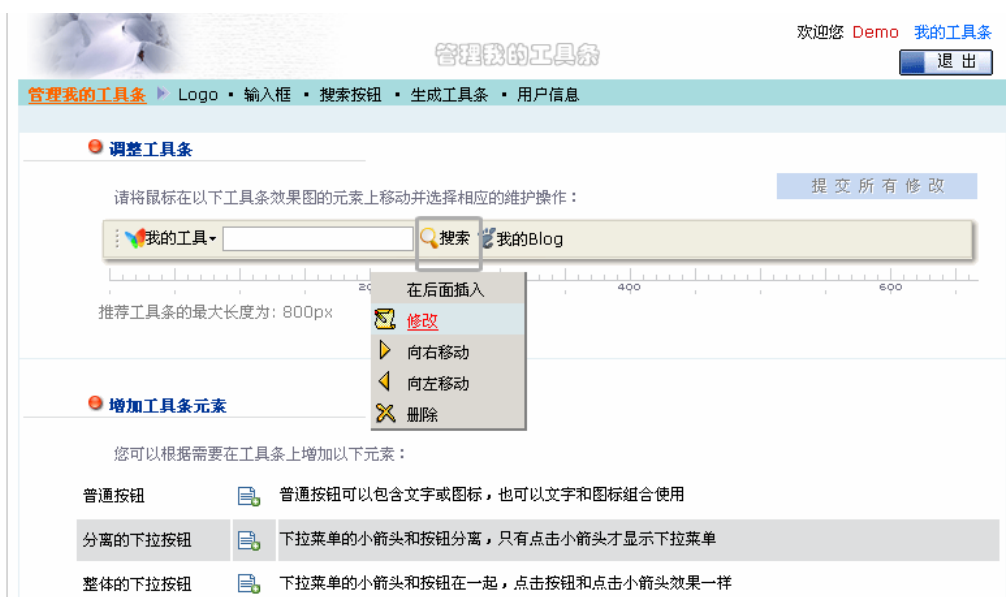 欢迎您 Demo 我的工具条
管理我的工具条
退出
管理我的工具条 Logo ▪ 输入框 ▪ 搜索按钮 ▪ 生成工具条 ▪ 用户信息
调整工具条
请将鼠标在以下工具条效果图的元素上移动并选择相应的维护操作：
提交所有修改
我的工具 搜索 我的Blog
400 600
推荐工具条的最大长度为: 800px
在后面插入
修改
向右移动
向左移动
删除
增加工具条元素
您可以根据需要在工具条上增加以下元素：
普通按钮 普通按钮可以包含文字或图标，也可以文字和图标组合使用
分离的下拉按钮 下拉菜单的小箭头和按钮分离，只有点击小箭头才显示下拉菜单
整体的下拉按钮 下拉菜单的小箭头和按钮在一起，点击按钮和点击小箭头效果一样